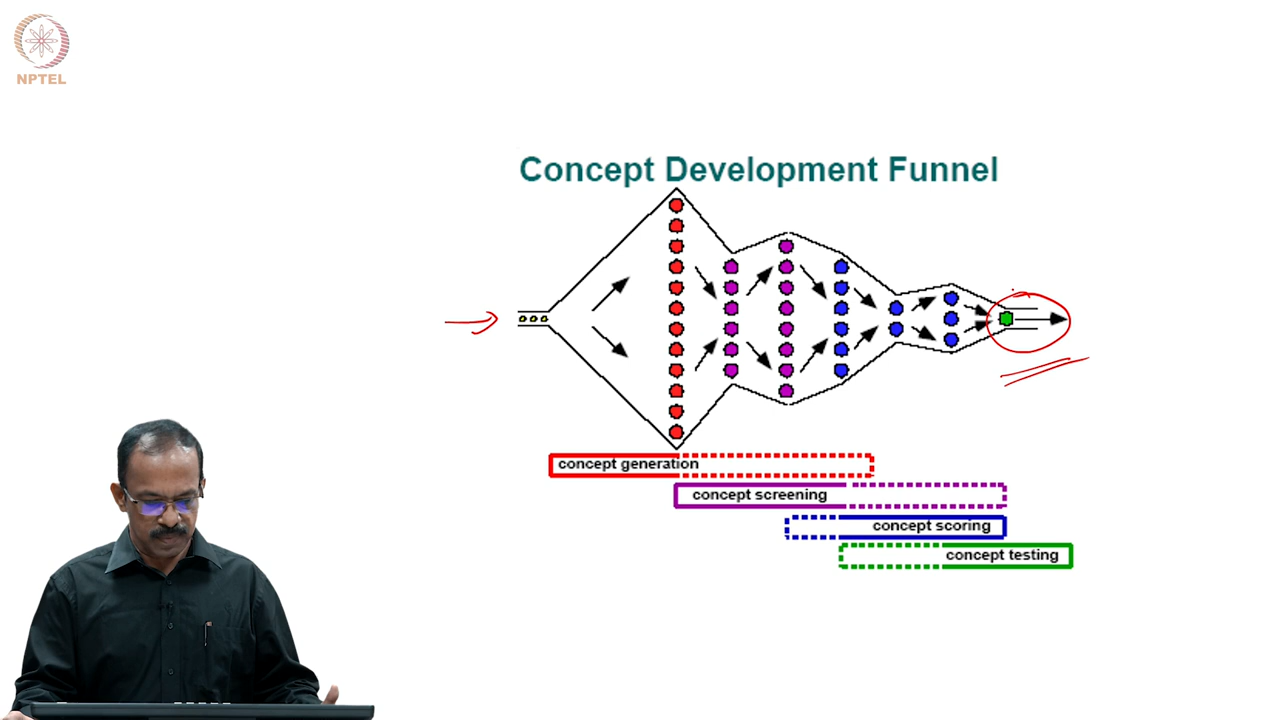 NPTEL
Concept Development Funnel
concept generation
concept screening
concept scoring
concept testing